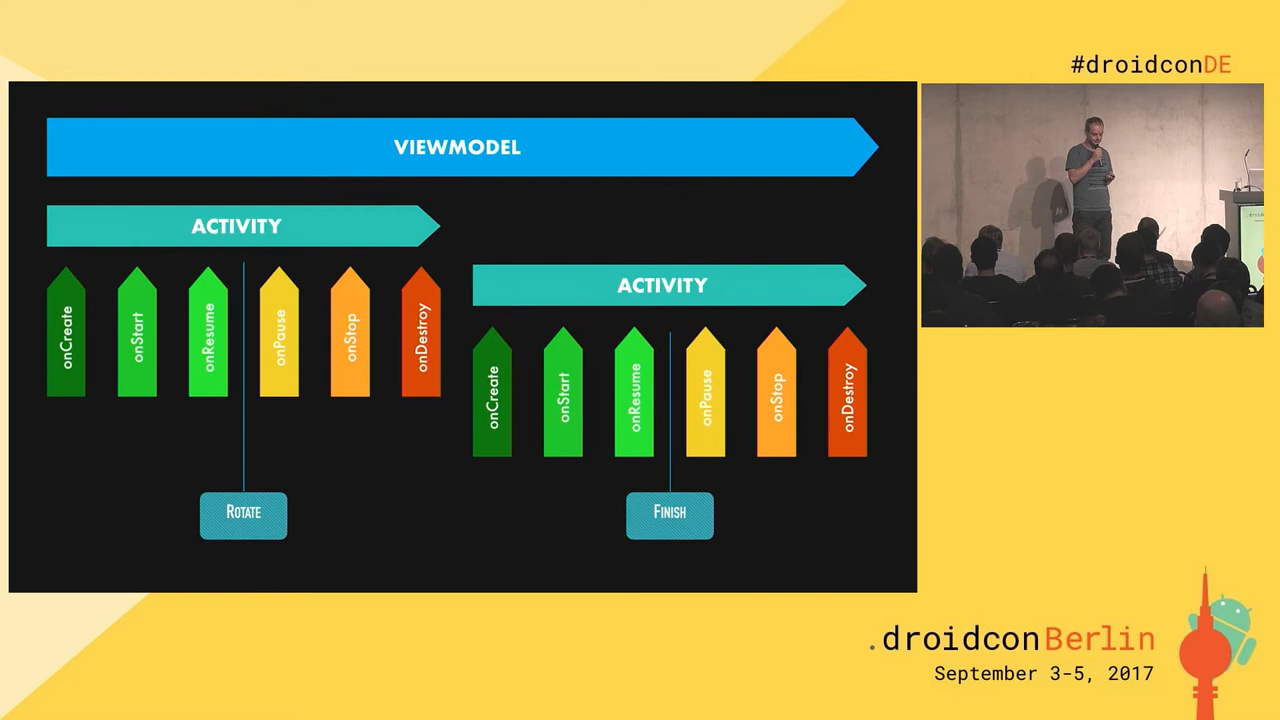 #droidconDE
VIEWMODEL
ACTIVITY
onCreate
onStart
onResume
onPause
onStop
onDestroy
ACTIVITY
onCreate
onStart
onResume
onPause
onStop
onDestroy
ROTATE
FINISH
.droidconBerlin
September 3-5, 2017